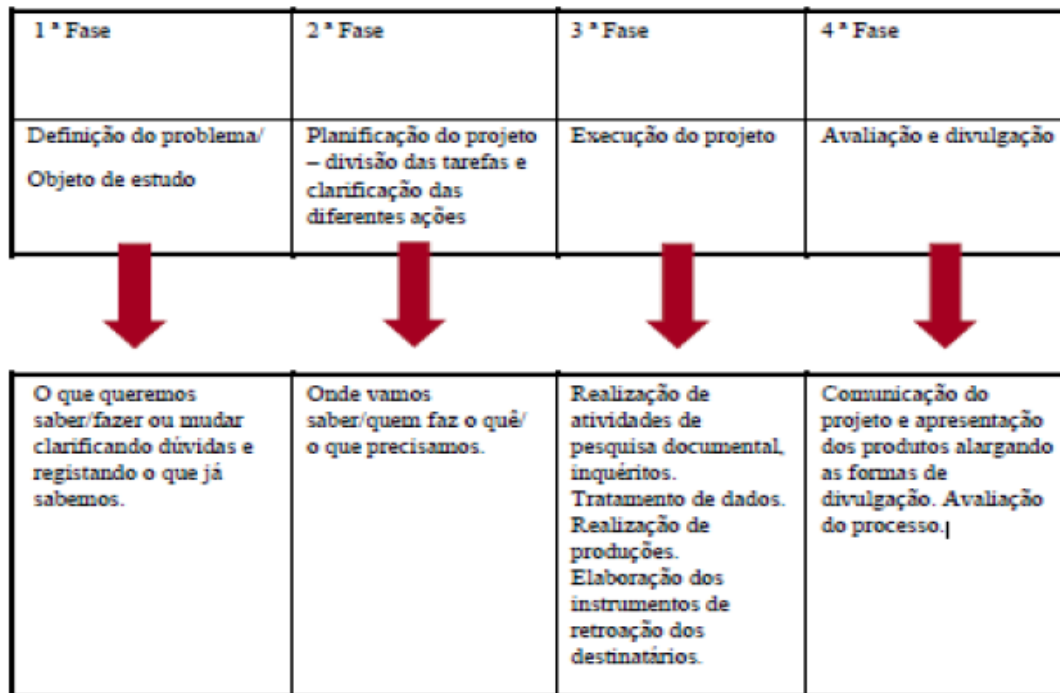 1 ª Fase
2 ª Fase
3 ª Fase
4 ª Fase
Definição do problema/
Objeto de estudo
Planificação do projeto
– divisão das tarefas e
clarificação das
diferentes ações
Execução do projeto
Avaliação e divulgação
O que queremos
saber/fazer ou mudar
clarificando dúvidas e
registando o que já
sabemos.
Onde vamos
saber/quem faz o quê/
o que precisamos.
Realização de
atividades de
pesquisa documental,
inquéritos.
Tratamento de dados.
Realização de
produções.
Elaboração dos
instrumentos de
retroação dos
destinatários.
Comunicação do
projeto e apresentação
dos produtos alargando
as formas de
divulgação. Avaliação
do processo.